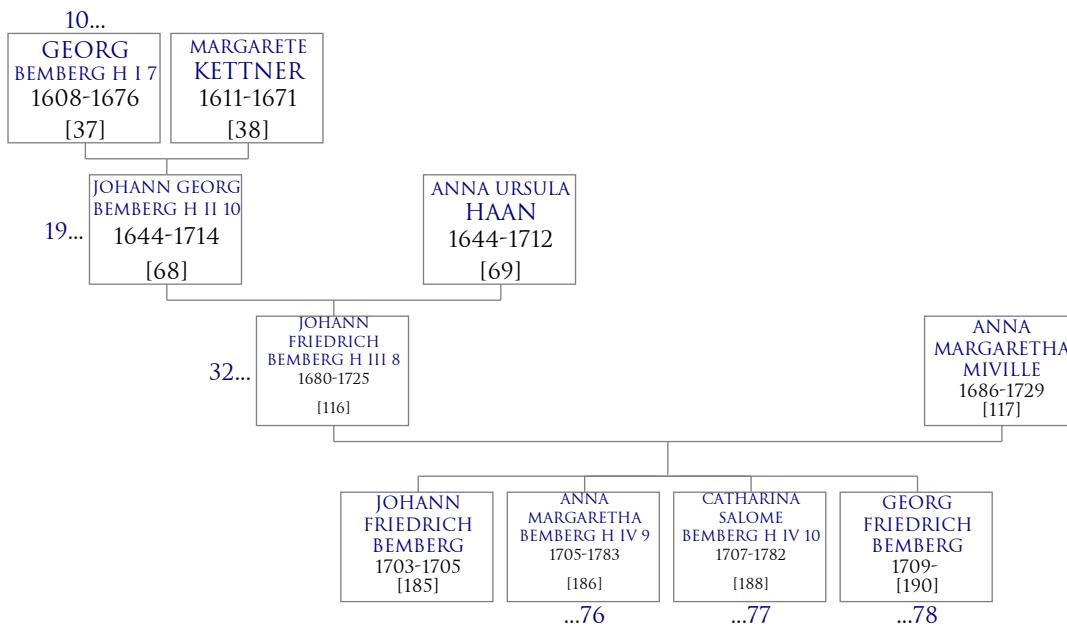 10...
GEORG
BEMBERG H I 7
1608-1676
[37]
MARGARETE
KETTNER
1611-1671
[38]
19...
JOHANN GEORG
BEMBERG H II 10
1644-1714
[68]
ANNA URSULA
HAAN
1644-1712
[69]
32...
JOHANN
FRIEDRICH
BEMBERG H III 8
1680-1725
[116]
ANNA
MARGARETHA
MIVILLE
1686-1729
[117]
JOHANN
FRIEDRICH
BEMBERG
1703-1705
[185]
ANNA
MARGARETHA
BEMBERG H IV 9
1705-1783
[186]
...76
CATHARINA
SALOME
BEMBERG H IV 10
1707-1782
[188]
...77
GEORG
FRIEDRICH
BEMBERG
1709-
[190]
...78